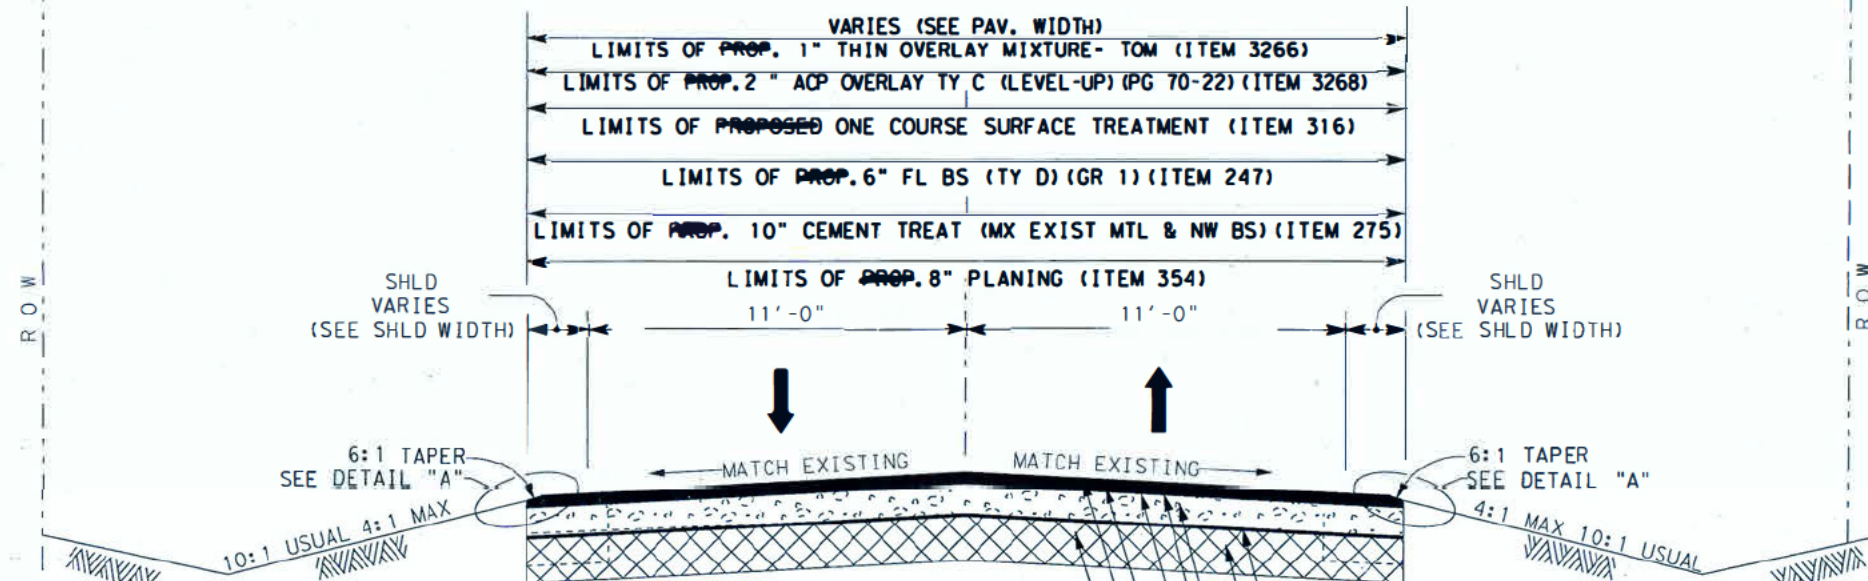 VARIES (SEE PAV. WIDTH)
LIMITS OF PROP. 1" THIN OVERLAY MIXTURE- TOM (ITEM 3266)
LIMITS OF PROP. 2 " ACP OVERLAY TY C (LEVEL-UP) (PG 70-22) (ITEM 3268)
LIMITS OF PROPOSED ONE COURSE SURFACE TREATMENT (ITEM 316)
LIMITS OF PROP. 6" FL BS (TY D) (GR 1) (ITEM 247)
LIMITS OF PROP. 10" CEMENT TREAT (MX EXIST MTL & NW BS) (ITEM 275)
LIMITS OF PROP. 8" PLANING (ITEM 354)
ROW
SHLD
VARIES
(SEE SHLD WIDTH)
11'-0"
11'-0"
SHLD
VARIES
(SEE SHLD WIDTH)
ROW
6:1 TAPER
SEE DETAIL "A"
MATCH EXISTING
MATCH EXISTING
6:1 TAPER
SEE DETAIL "A"
10:1 USUAL 4:1 MAX
4:1 MAX 10:1 USUAL